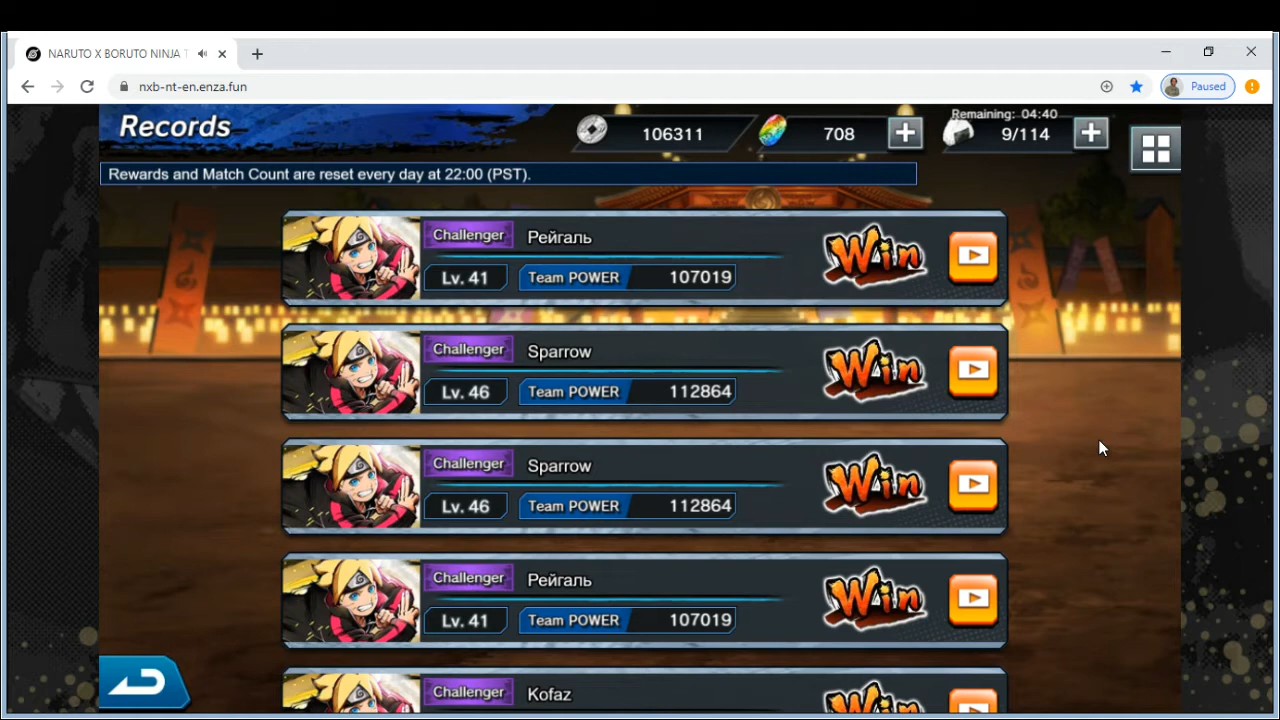 NARUTO X BORUTO NINJA T
nxb-nt-en.enza.fun
Paused
Records
106311
708
Remaining: 04:40
9/114
Rewards and Match Count are reset every day at 22:00 (PST).
Challenger Рейгаль
Lv. 41 Team POWER 107019
Win
Challenger Sparrow
Lv. 46 Team POWER 112864
Win
Challenger Sparrow
Lv. 46 Team POWER 112864
Win
Challenger Рейгаль
Lv. 41 Team POWER 107019
Win
Challenger Kofaz
Win